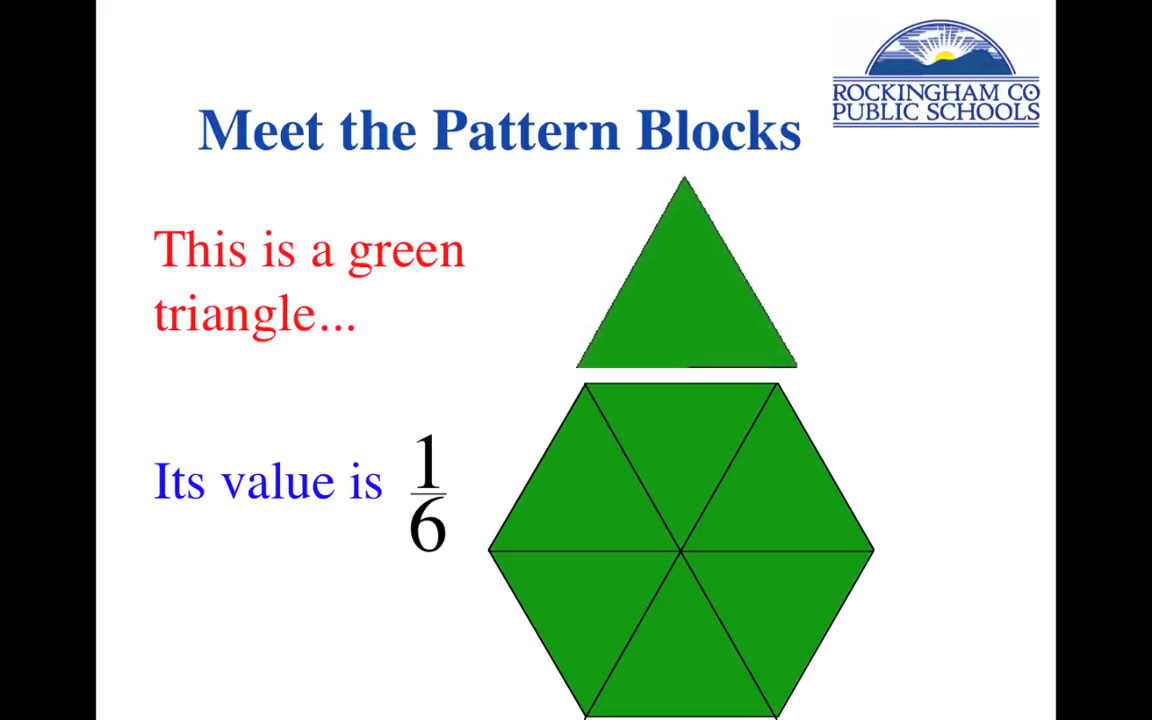 ROCKINGHAM CO
PUBLIC SCHOOLS
Meet the Pattern Blocks
This is a green
triangle...
Its value is 1/6